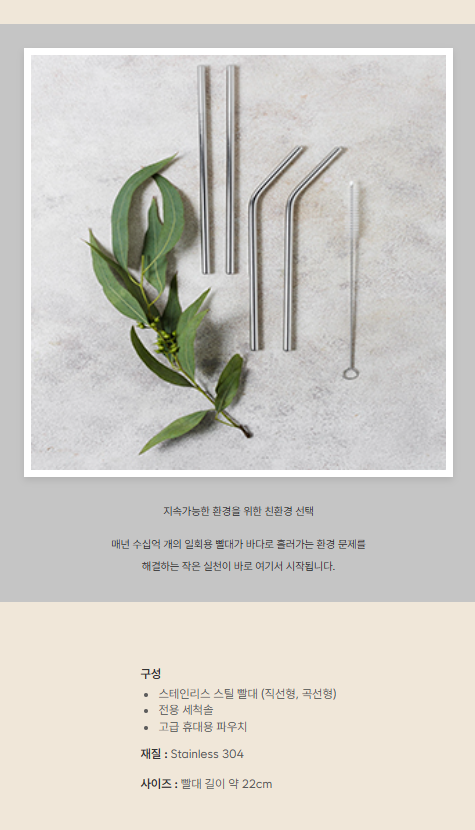 지속가능한 환경을 위한 친환경 선택
매년 수십억 개의 일회용 빨대가 바다로 흘러가는 환경 문제를
해결하는 작은 실천이 바로 여기서 시작됩니다.
구성
• 스테인리스 스틸 빨대 (직선형, 곡선형)
• 전용 세척솔
• 고급 휴대용 파우치
재질 : Stainless 304
사이즈 : 빨대 길이 약 22cm